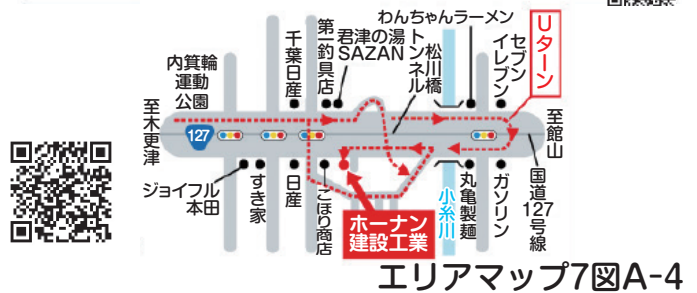 わんちゃんラーメン
君津の湯
SAZAN
第一釣具店
千葉日産
トンネル
松川橋
セブン
イレブン
Uターン
内箕輪
運動
公園
至木更津
127
至館山
国道127号線
ジョイフル
本田
すき家
日産
こぼり商店
ホーナン
建設工業
小糸川
丸亀製麺
ガソリン
エリアマップ7図A-4